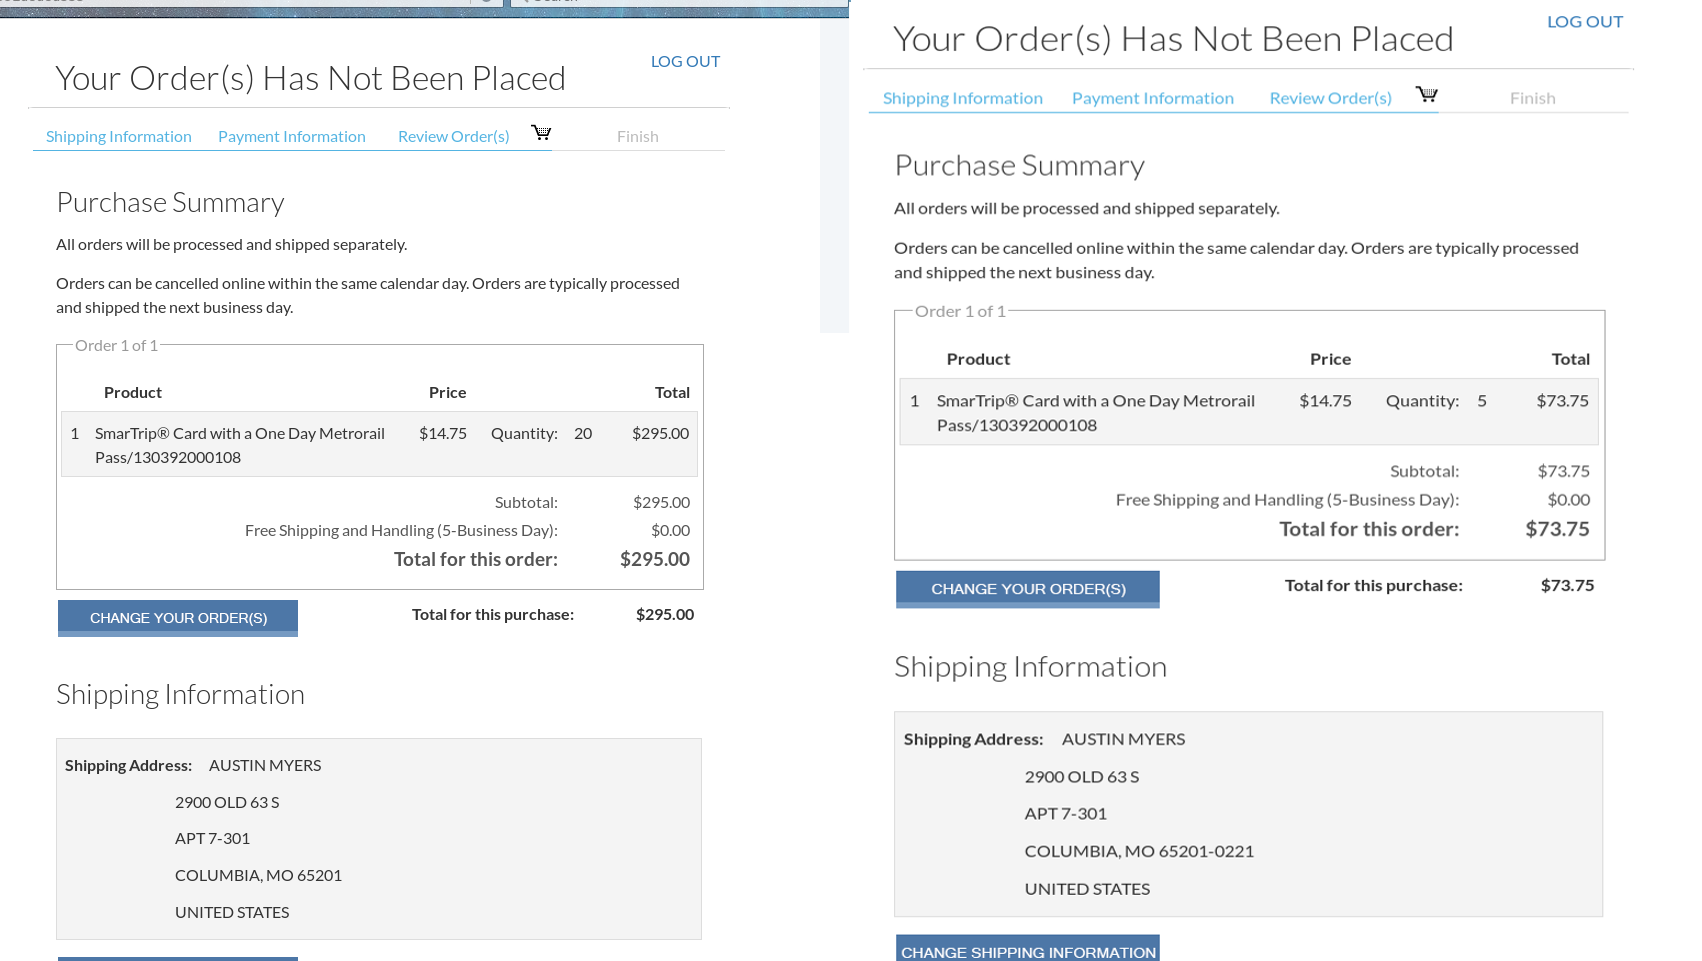 LOG OUT
Your Order(s) Has Not Been Placed
Shipping Information Payment Information Review Order(s) Finish
Purchase Summary
All orders will be processed and shipped separately.
Orders can be cancelled online within the same calendar day. Orders are typically processed
and shipped the next business day.
Order 1 of 1
Product Price Total
1 SmarTrip® Card with a One Day Metrorail $14.75 Quantity: 20 $295.00
Pass/130392000108
Subtotal: $295.00
Free Shipping and Handling (5-Business Day): $0.00
Total for this order: $295.00
CHANGE YOUR ORDER(S) Total for this purchase: $295.00
Shipping Information
Shipping Address: AUSTIN MYERS
2900 OLD 63 S
APT 7-301
COLUMBIA, MO 65201
UNITED STATES
LOG OUT
Your Order(s) Has Not Been Placed
Shipping Information Payment Information Review Order(s) Finish
Purchase Summary
All orders will be processed and shipped separately.
Orders can be cancelled online within the same calendar day. Orders are typically processed
and shipped the next business day.
Order 1 of 1
Product Price Total
1 SmarTrip® Card with a One Day Metrorail $14.75 Quantity: 5 $73.75
Pass/130392000108
Subtotal: $73.75
Free Shipping and Handling (5-Business Day): $0.00
Total for this order: $73.75
CHANGE YOUR ORDER(S) Total for this purchase: $73.75
Shipping Information
Shipping Address: AUSTIN MYERS
2900 OLD 63 S
APT 7-301
COLUMBIA, MO 65201-0221
UNITED STATES
CHANGE SHIPPING INFORMATION